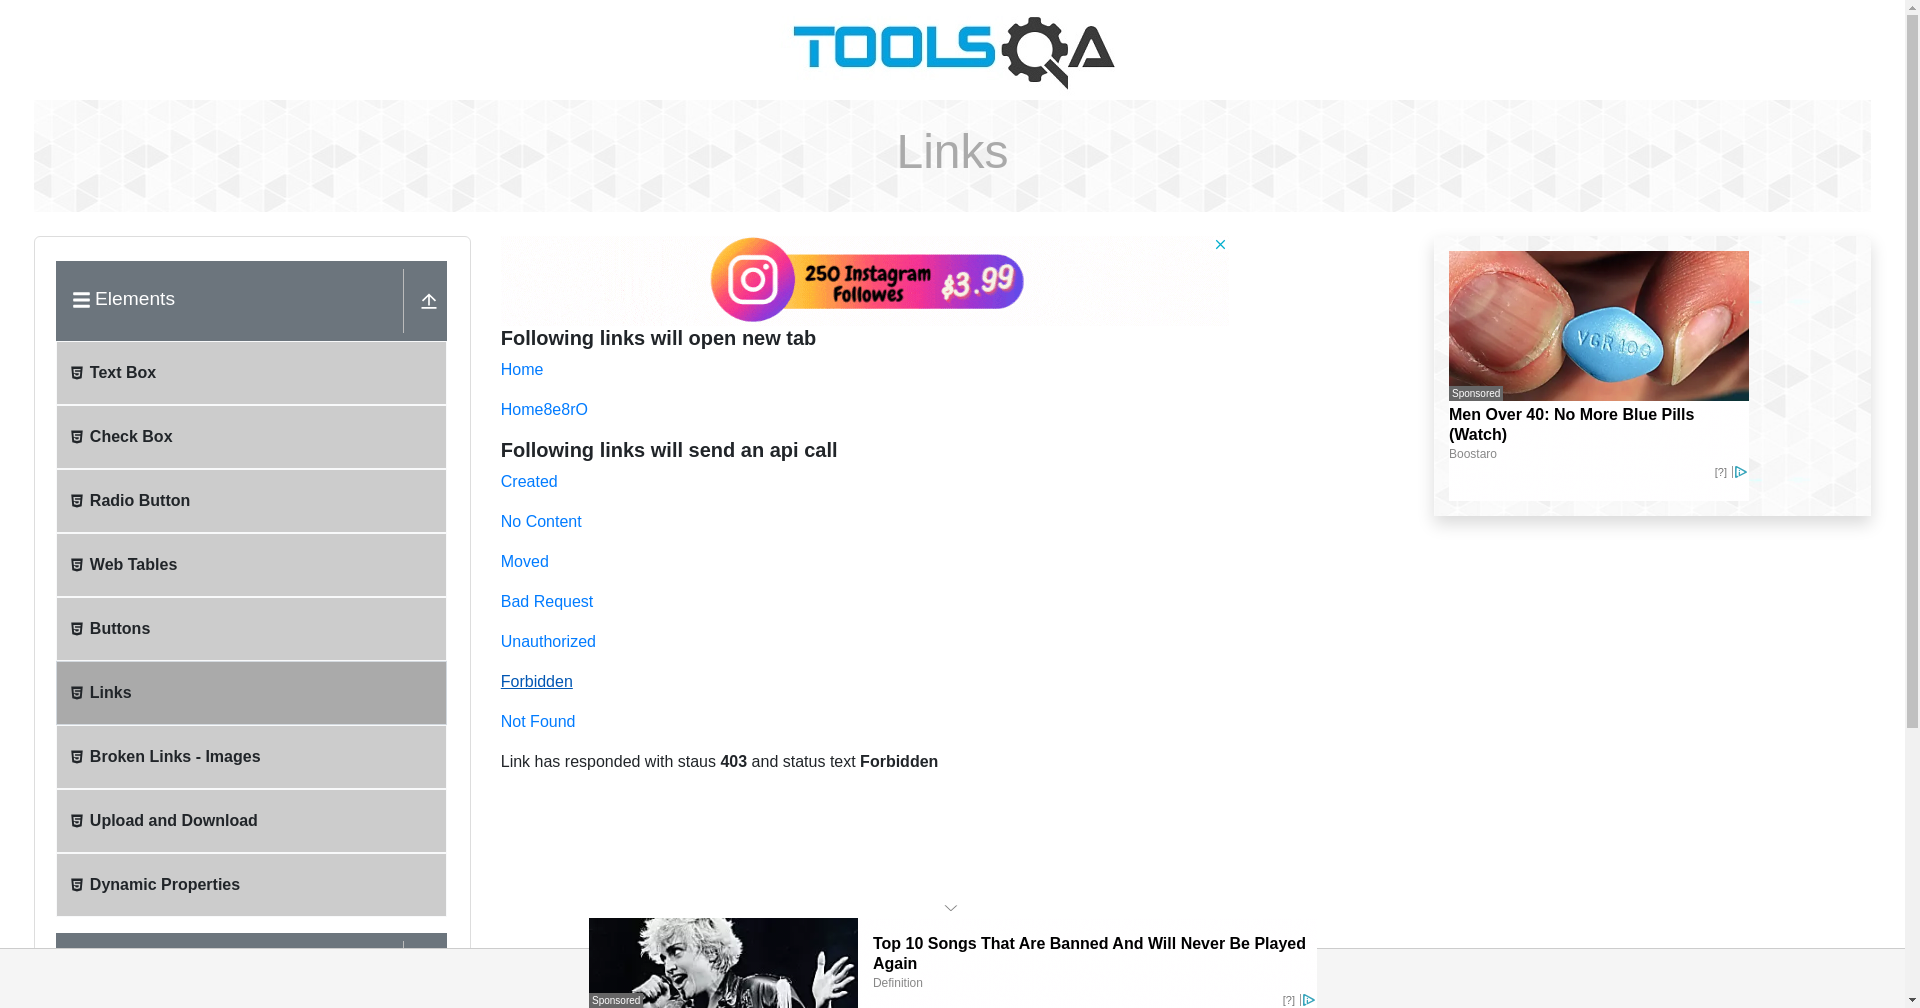 TOOLSQA
Links
Elements
Text Box
Check Box
Radio Button
Web Tables
Buttons
Links
Broken Links - Images
Upload and Download
Dynamic Properties
250 Instagram
Followes
$3.99
Following links will open new tab
Home
Home8e8rO
Following links will send an api call
Created
No Content
Moved
Bad Request
Unauthorized
Forbidden
Not Found
Link has responded with staus 403 and status text Forbidden
VGR 100
Sponsored
Men Over 40: No More Blue Pills
(Watch)
Boostaro
[?]
Sponsored
Top 10 Songs That Are Banned And Will Never Be Played
Again
Definition
[?]